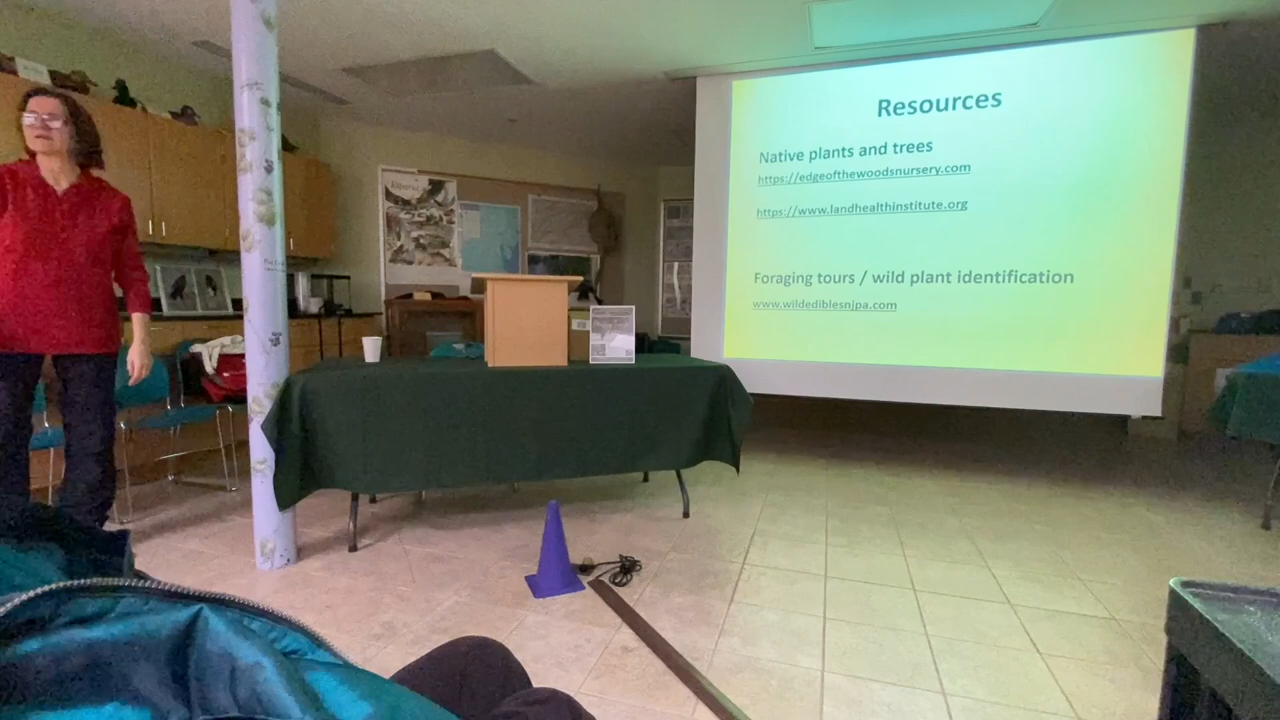 Resources
Native plants and trees
https://edgeofthewoodsnursery.com
https://www.landhealthinstitute.org
Foraging tours / wild plant identification
www.wildediblesnjpa.com